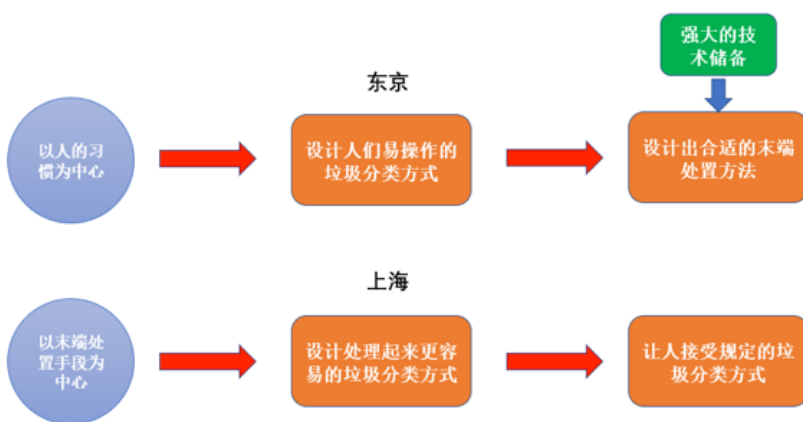 强大的技
术储备
东京
以人的习
惯为中心
设计人们易操作的
垃圾分类方式
设计出合适的末端
处置方法
上海
以末端处
置手段为
中心
设计处理起来更容
易的垃圾分类方式
让人接受规定的垃
圾分类方式